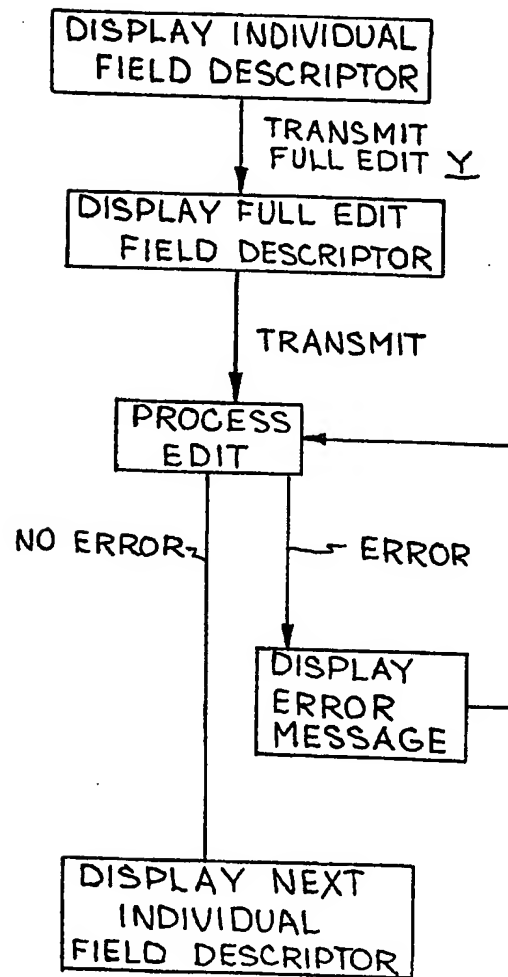 DISPLAY INDIVIDUAL
FIELD DESCRIPTOR
TRANSMIT
FULL EDIT Y
DISPLAY FULL EDIT
FIELD DESCRIPTOR
TRANSMIT
PROCESS
EDIT
NO ERROR
ERROR
DISPLAY
ERROR
MESSAGE
DISPLAY NEXT
INDIVIDUAL
FIELD DESCRIPTOR